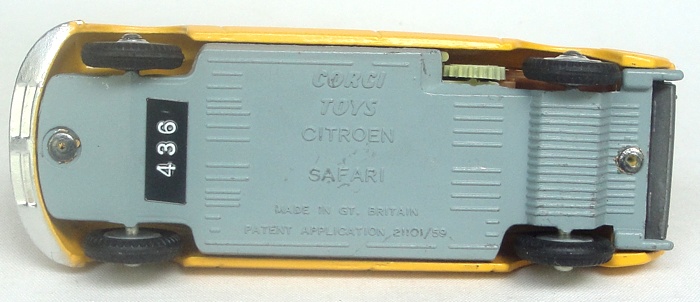 CORGI
TOYS
CITROEN
SAFARI
MADE IN GT. BRITAIN
PATENT APPLICATION 21101/59
436